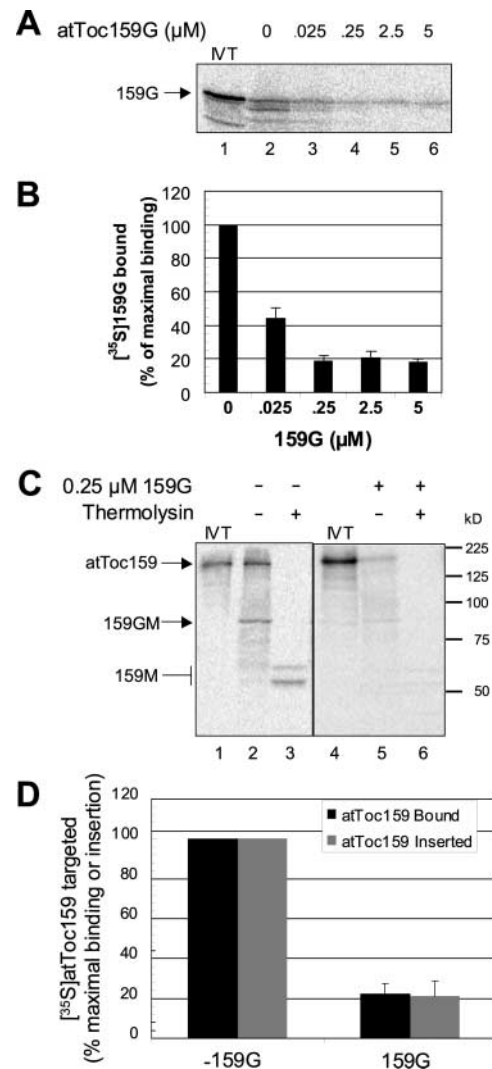 A
atToc159G (µM) 0 .025 .25 2.5 5
IVT
159G
1 2 3 4 5 6
B
[35S]159G bound
(% of maximal binding)
120
100
80
60
40
20
0
0 .025 .25 2.5 5
159G (µM)
C
0.25 µM 159G - - + +
Thermolysin - + - +
IVT IVT kD
atToc159
159GM
159M
225
125
100
75
50
1 2 3 4 5 6
D
[35S]atToc159 targeted
(% maximal binding or insertion)
120
100
80
60
40
20
0
atToc159 Bound
atToc159 Inserted
-159G 159G